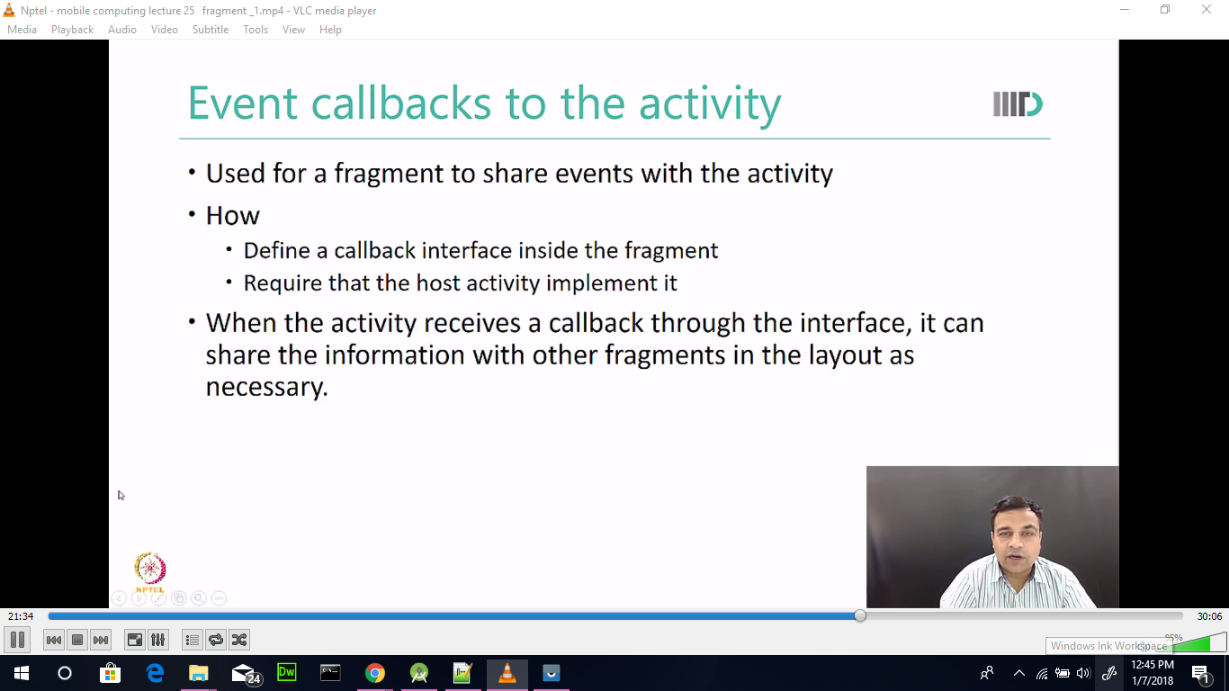 Nptel - mobile computing lecture 25 fragment _1.mp4 - VLC media player
Media Playback Audio Video Subtitle Tools View Help
Event callbacks to the activity
• Used for a fragment to share events with the activity
• How
• Define a callback interface inside the fragment
• Require that the host activity implement it
• When the activity receives a callback through the interface, it can
share the information with other fragments in the layout as
necessary.
NPTEL
21:34
30:06
95%
Windows Ink Workspace
24
Dw
12:45 PM
1/7/2018
1